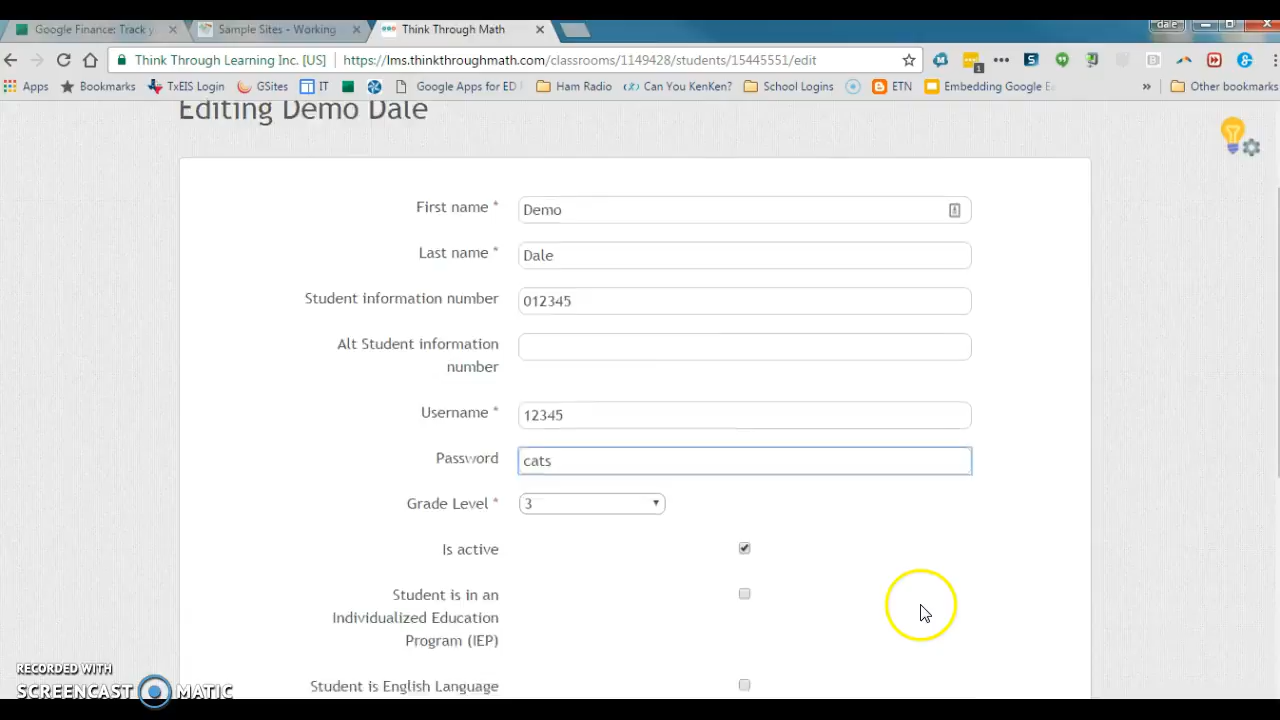 Google Finance: Track y
Sample Sites - Working
Think Through Math
dale
Think Through Learning Inc. [US]
https://lms.thinkthroughmath.com/classrooms/1149428/students/15445551/edit
1
Apps
Bookmarks
TxEIS Login
GSites
IT
Google Apps for ED
Ham Radio
Can You KenKen?
School Logins
ETN
Embedding Google E
»
Other bookmarks
Editing Demo Dale
First name *
Demo
Last name *
Dale
Student information number
012345
Alt Student information
number
Username *
12345
Password
cats
Grade Level *
3
Is active
Student is in an
Individualized Education
Program (IEP)
Student is English Language
RECORDED WITH
SCREENCAST MATIC